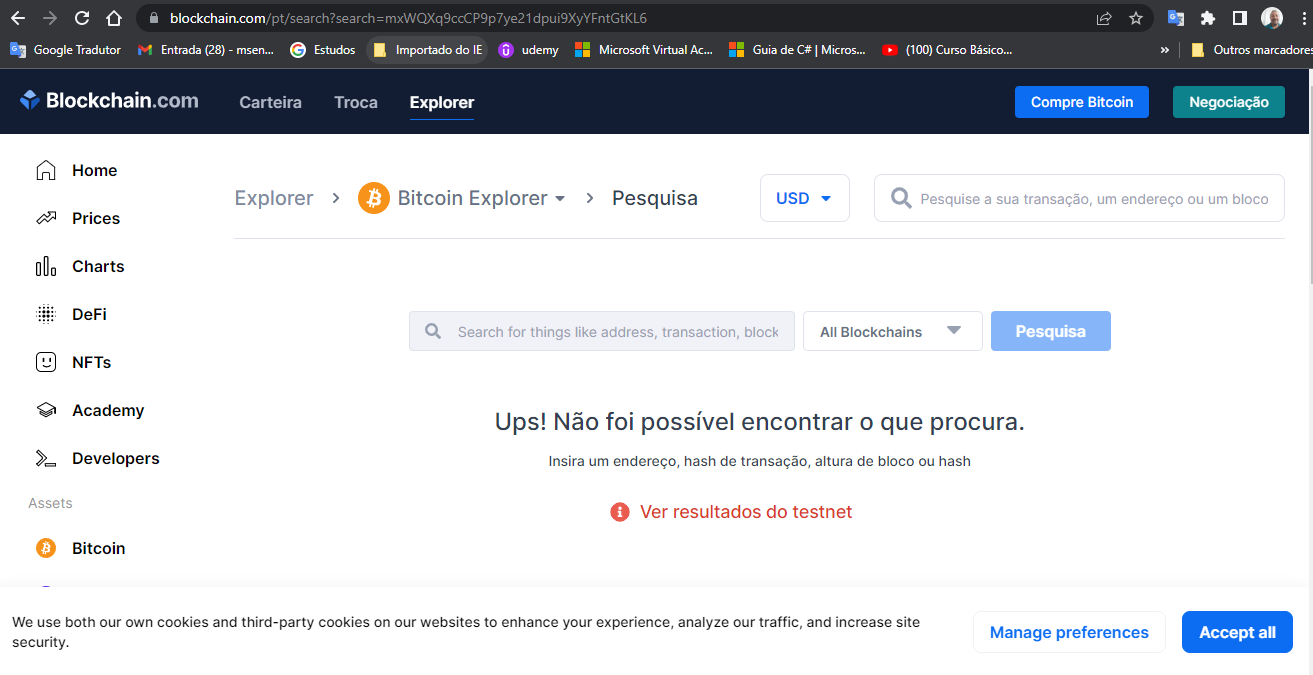 blockchain.com/pt/search?search=mxWQXq9ccCP9p7ye21dpui9XyYFntGtKL6
Google Tradutor
Entrada (28) - msen...
Estudos
Importado do IE
udemy
Microsoft Virtual Ac...
Guia de C# | Micros...
(100) Curso Básico...
»
Outros marcadores
Blockchain.com
Carteira
Troca
Explorer
Compre Bitcoin
Negociação
Home
Prices
Charts
DeFi
NFTs
Academy
Developers
Assets
Bitcoin
Explorer > Bitcoin Explorer > Pesquisa
USD
Pesquise a sua transação, um endereço ou um bloco
Search for things like address, transaction, block
All Blockchains
Pesquisa
Ups! Não foi possível encontrar o que procura.
Insira um endereço, hash de transação, altura de bloco ou hash
Ver resultados do testnet
We use both our own cookies and third-party cookies on our websites to enhance your experience, analyze our traffic, and increase site
security.
Manage preferences
Accept all